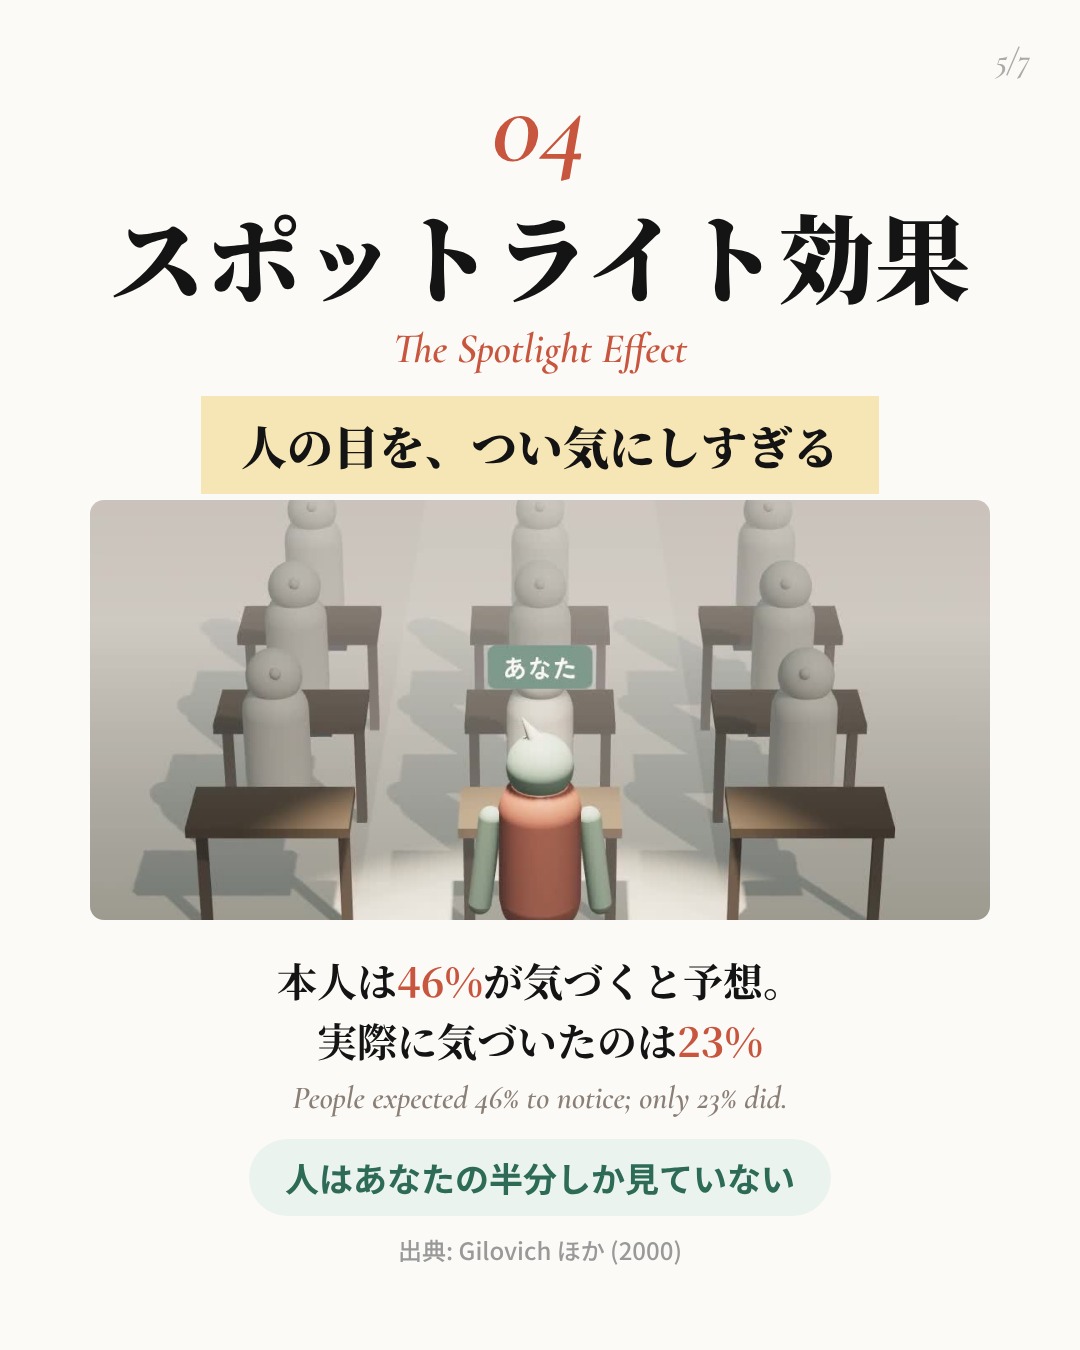 5/7
04
スポットライト効果
The Spotlight Effect
人の目を、つい気にしすぎる
あなた
本人は46%が気づくと予想。
実際に気づいたのは23%
People expected 46% to notice; only 23% did.
人はあなたの半分しか見ていない
出典: Gilovich ほか (2000)